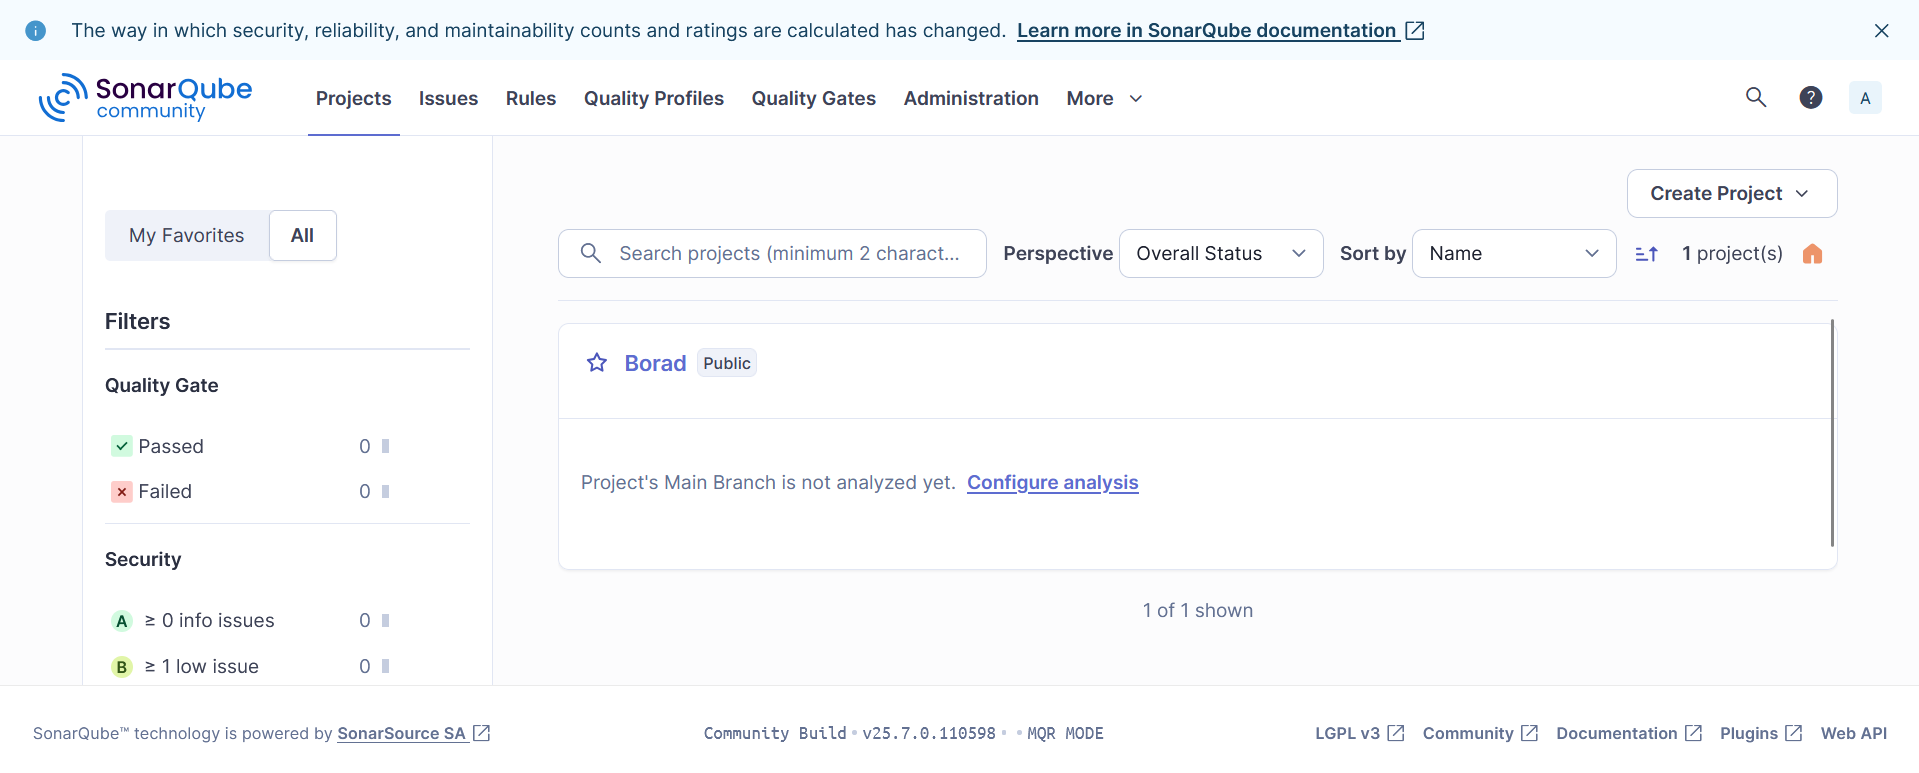 The way in which security, reliability, and maintainability counts and ratings are calculated has changed. Learn more in SonarQube documentation
SonarQube community
Projects Issues Rules Quality Profiles Quality Gates Administration More
? A
My Favorites All
Create Project
Search projects (minimum 2 charact... Perspective Overall Status Sort by Name 1 project(s)
Filters
Quality Gate
Passed 0
Failed 0
Security
A ≥ 0 info issues 0
B ≥ 1 low issue 0
Borad Public
Project's Main Branch is not analyzed yet. Configure analysis
1 of 1 shown
SonarQube™ technology is powered by SonarSource SA
Community Build • v25.7.0.110598 • • MQR MODE
LGPL v3 Community Documentation Plugins Web API